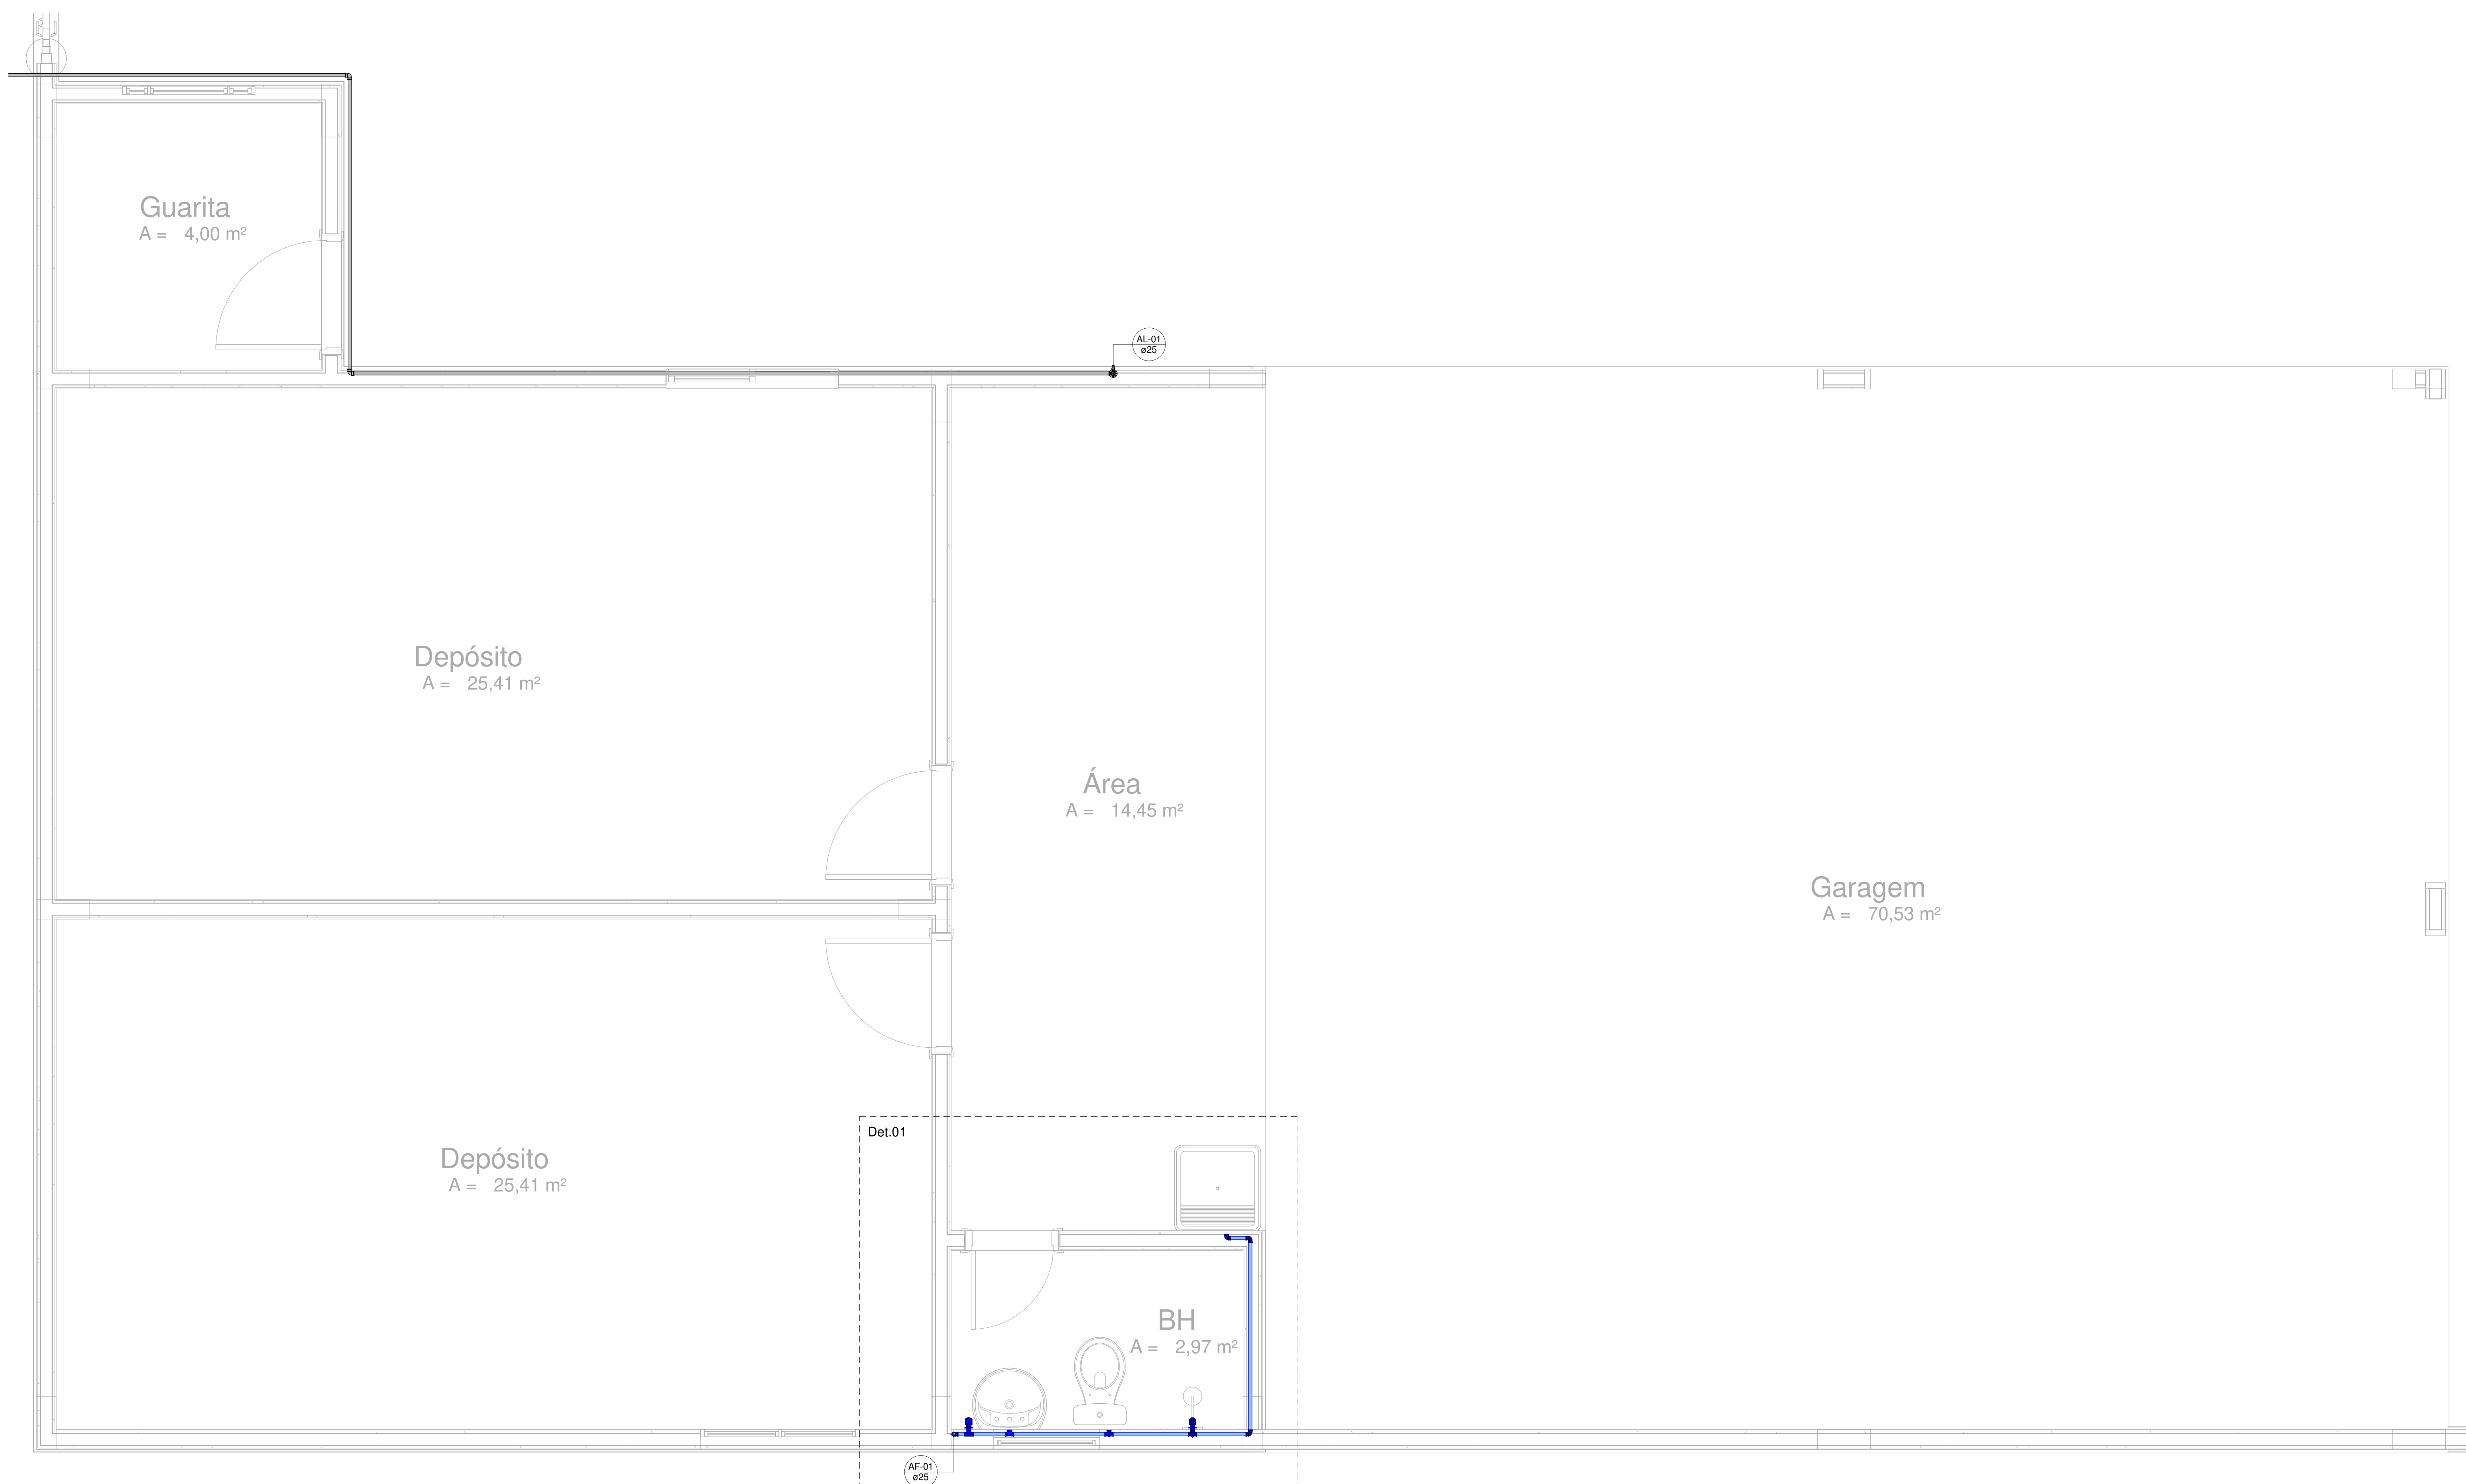 Guarita
A = 4,00 m²
AL-01
ø25
Depósito
A = 25,41 m²
Área
A = 14,45 m²
Garagem
A = 70,53 m²
Det.01
Depósito
A = 25,41 m²
BH
A = 2,97 m²
AF-01
ø25